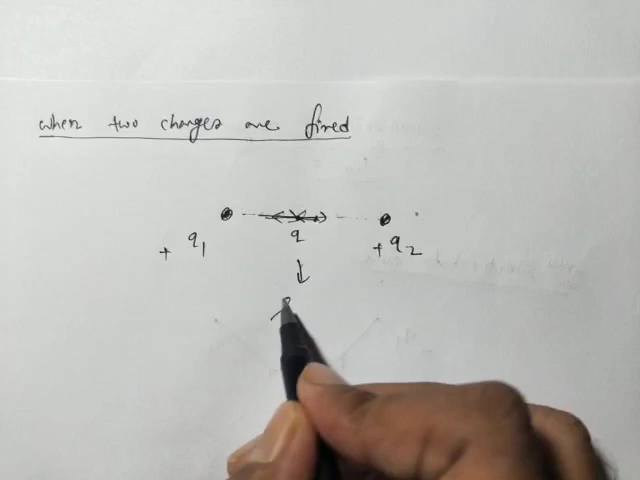 when two charges are fixed
q
+ q1 + q2